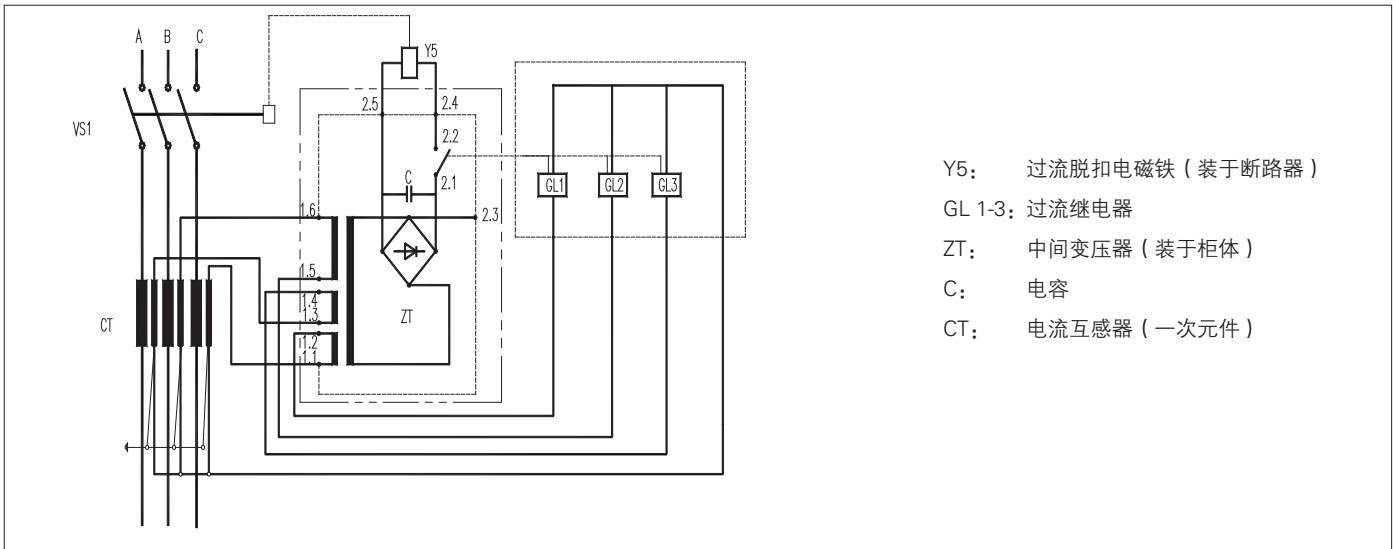 A B C
Y5
2.5 2.4
VS1
2.2
C
2.1
GL1 GL2 GL3
1.6
2.3
1.5
1.4
1.3
ZT
CT
1.2
1.1
Y5： 过流脱扣电磁铁（装于断路器）
GL 1-3： 过流继电器
ZT： 中间变压器（装于柜体）
C： 电容
CT： 电流互感器（一次元件）